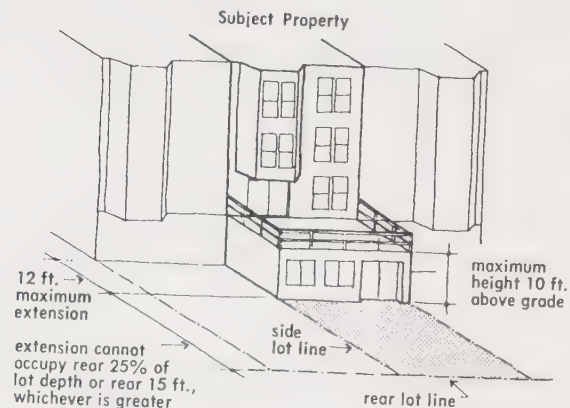 Subject Property
12 ft.
maximum
extension
maximum
height 10 ft.
above grade
side
lot line
extension cannot
occupy rear 25% of
lot depth or rear 15 ft.,
whichever is greater
rear lot line